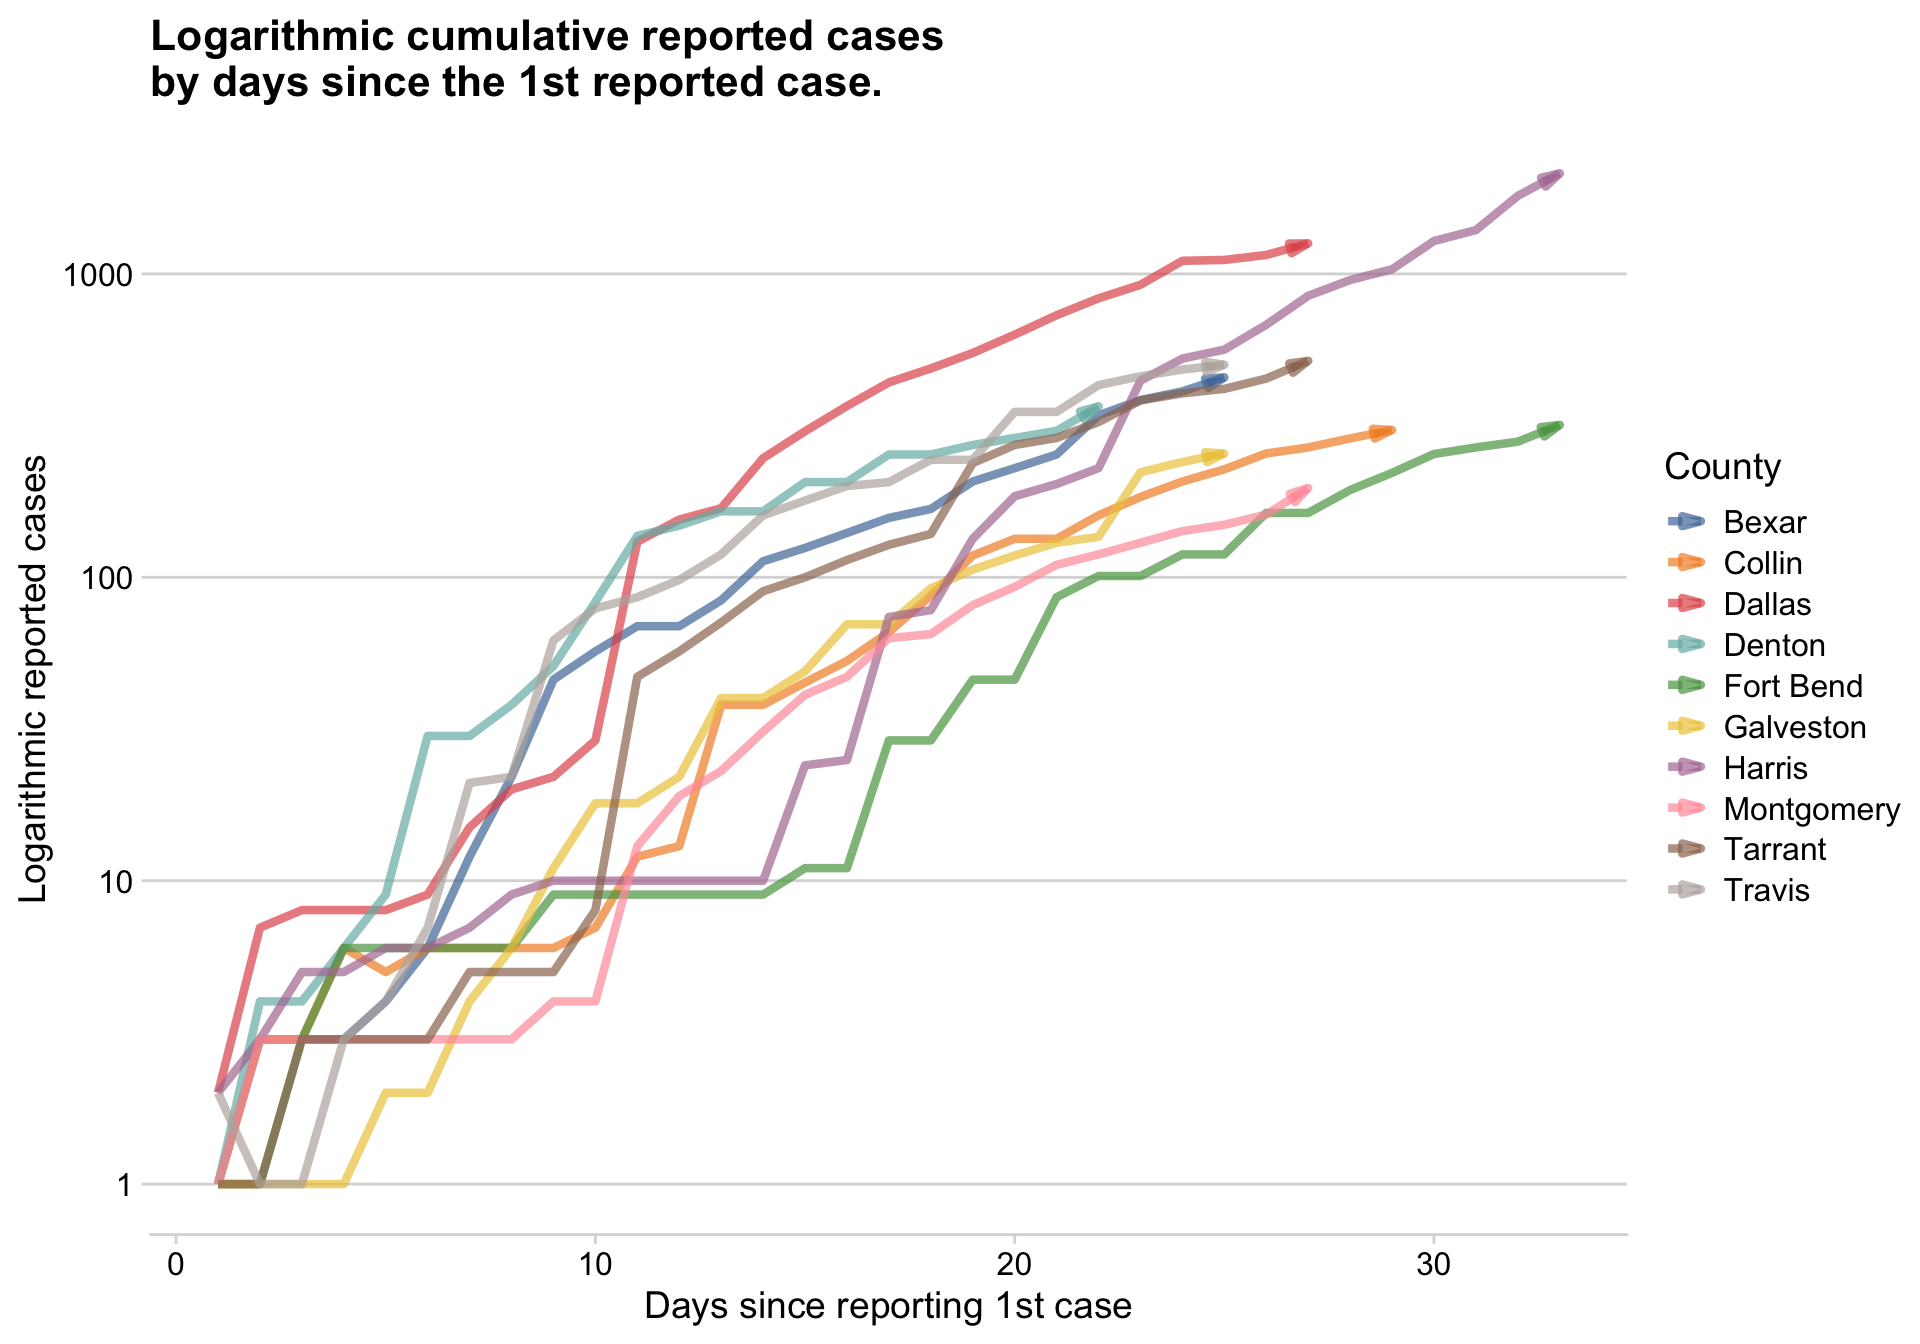 Logarithmic cumulative reported cases
by days since the 1st reported case.
Logarithmic reported cases
1000
100
10
1
0
10
20
30
Days since reporting 1st case
County
Bexar
Collin
Dallas
Denton
Fort Bend
Galveston
Harris
Montgomery
Tarrant
Travis